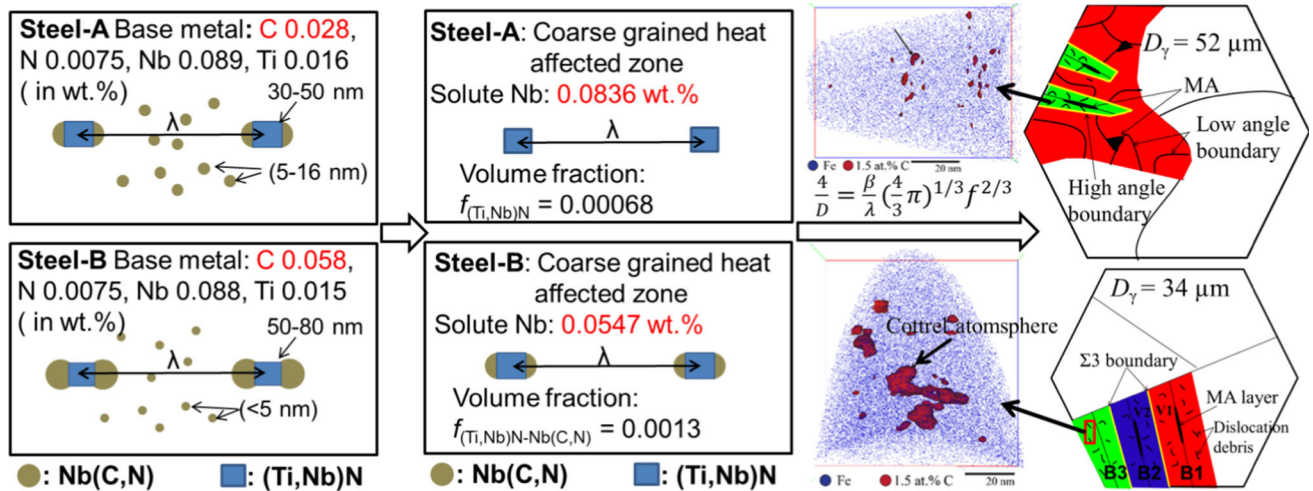 Steel-A Base metal: C 0.028,
N 0.0075, Nb 0.089, Ti 0.016
( in wt.%)
30-50 nm
λ
(5-16 nm)
Steel-B Base metal: C 0.058,
N 0.0075, Nb 0.088, Ti 0.015
( in wt.%)
50-80 nm
λ
(<5 nm)
: Nb(C,N)
: (Ti,Nb)N
Steel-A: Coarse grained heat
affected zone
Solute Nb: 0.0836 wt.%
λ
Volume fraction:
f(Ti,Nb)N = 0.00068
Steel-B: Coarse grained heat
affected zone
Solute Nb: 0.0547 wt.%
λ
Volume fraction:
f(Ti,Nb)N-Nb(C,N) = 0.0013
: Nb(C,N)
: (Ti,Nb)N
Fe
1.5 at.% C
20 nm
4/D = β/λ (4/3 π)^1/3 f^2/3
Cottrel atomsphere
Fe
1.5 at.% C
20 nm
Dγ = 52 µm
MA
Low angle
boundary
High angle
boundary
Dγ = 34 µm
Σ3 boundary
MA layer
Dislocation
debris
V2
V1
B3
B2
B1